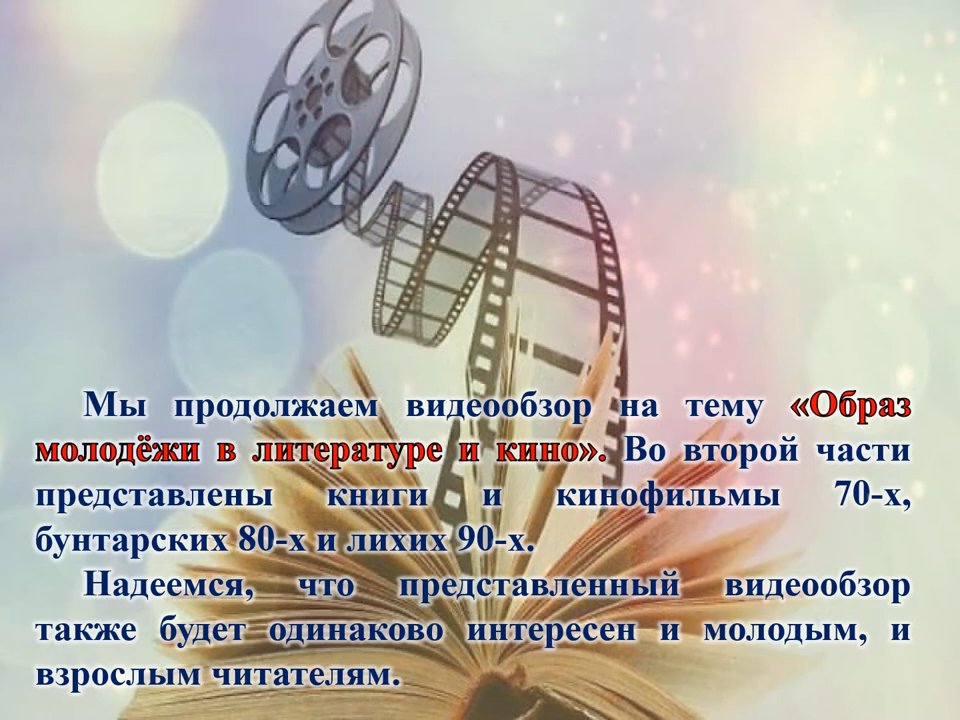 Мы продолжаем видеообзор на тему «Образ
молодёжи в литературе и кино». Во второй части
представлены книги и кинофильмы 70-х,
бунтарских 80-х и лихих 90-х.
Надеемся, что представленный видеообзор
также будет одинаково интересен и молодым, и
взрослым читателям.